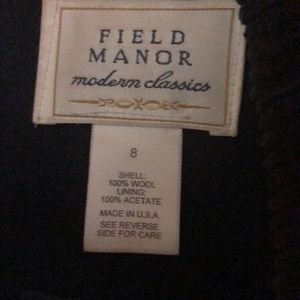 FIELD
MANOR
modern classics
8
SHELL:
100% WOOL
LINING:
100% ACETATE
MADE IN U.S.A.
SEE REVERSE
SIDE FOR CARE